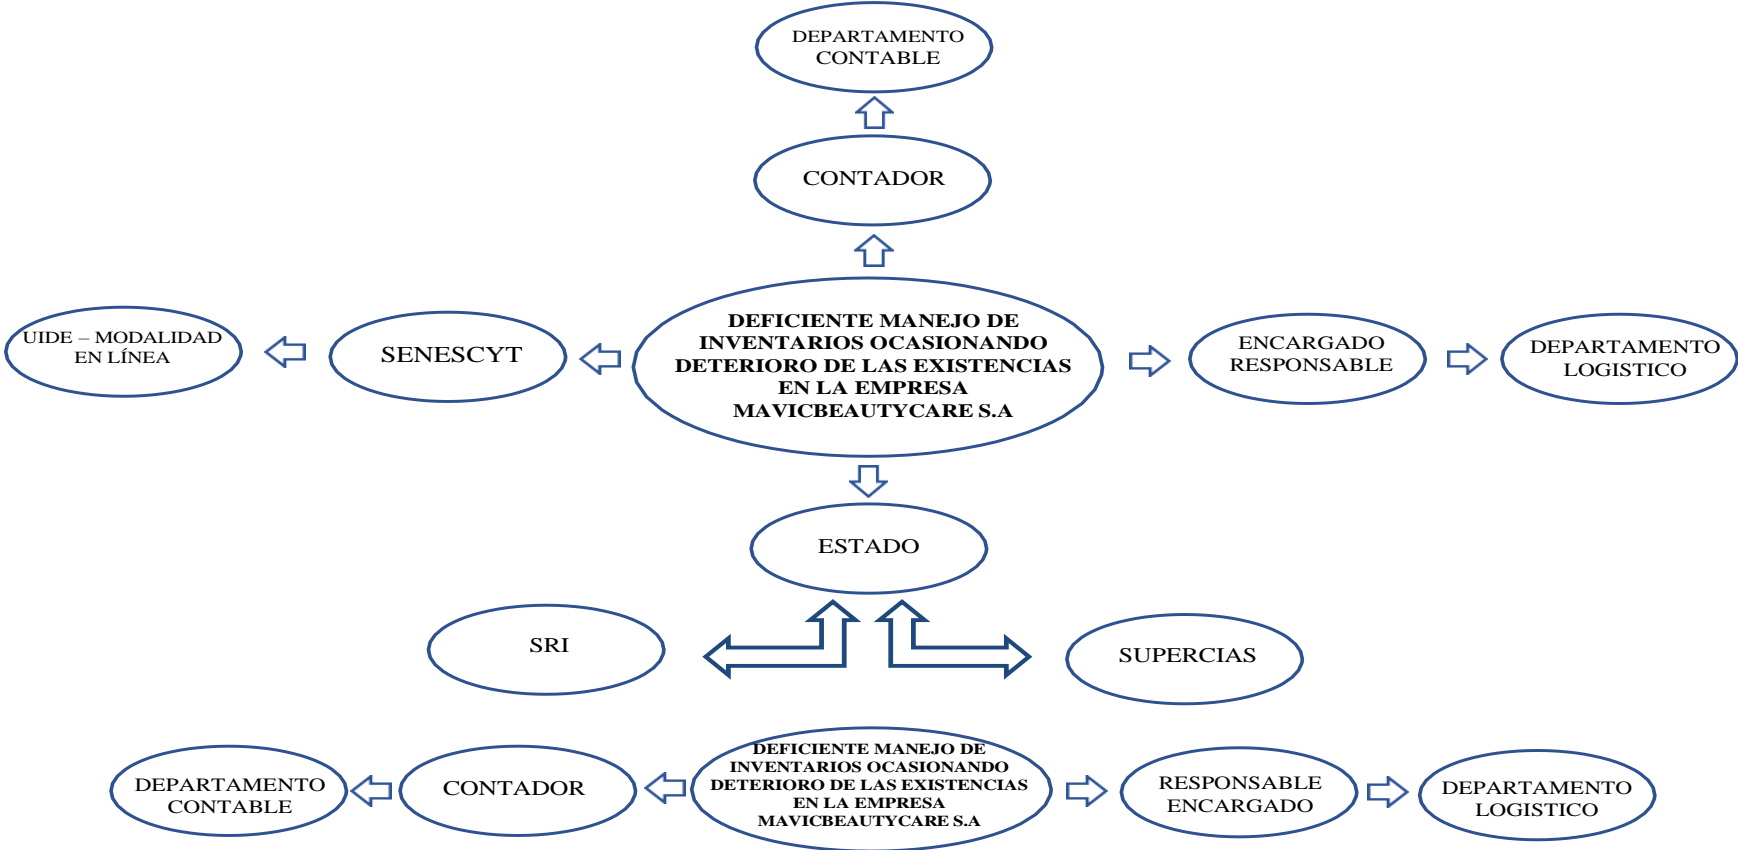 DEPARTAMENTO
CONTABLE
CONTADOR
UIDE – MODALIDAD
EN LÍNEA
SENESCYT
DEFICIENTE MANEJO DE
INVENTARIOS OCASIONANDO
DETERIORO DE LAS EXISTENCIAS
EN LA EMPRESA
MAVICBEAUTYCARE S.A
ENCARGADO
RESPONSABLE
DEPARTAMENTO
LOGISTICO
ESTADO
SRI
SUPERCIAS
DEPARTAMENTO
CONTABLE
CONTADOR
DEFICIENTE MANEJO DE
INVENTARIOS OCASIONANDO
DETERIORO DE LAS EXISTENCIAS
EN LA EMPRESA
MAVICBEAUTYCARE S.A
RESPONSABLE
ENCARGADO
DEPARTAMENTO
LOGISTICO